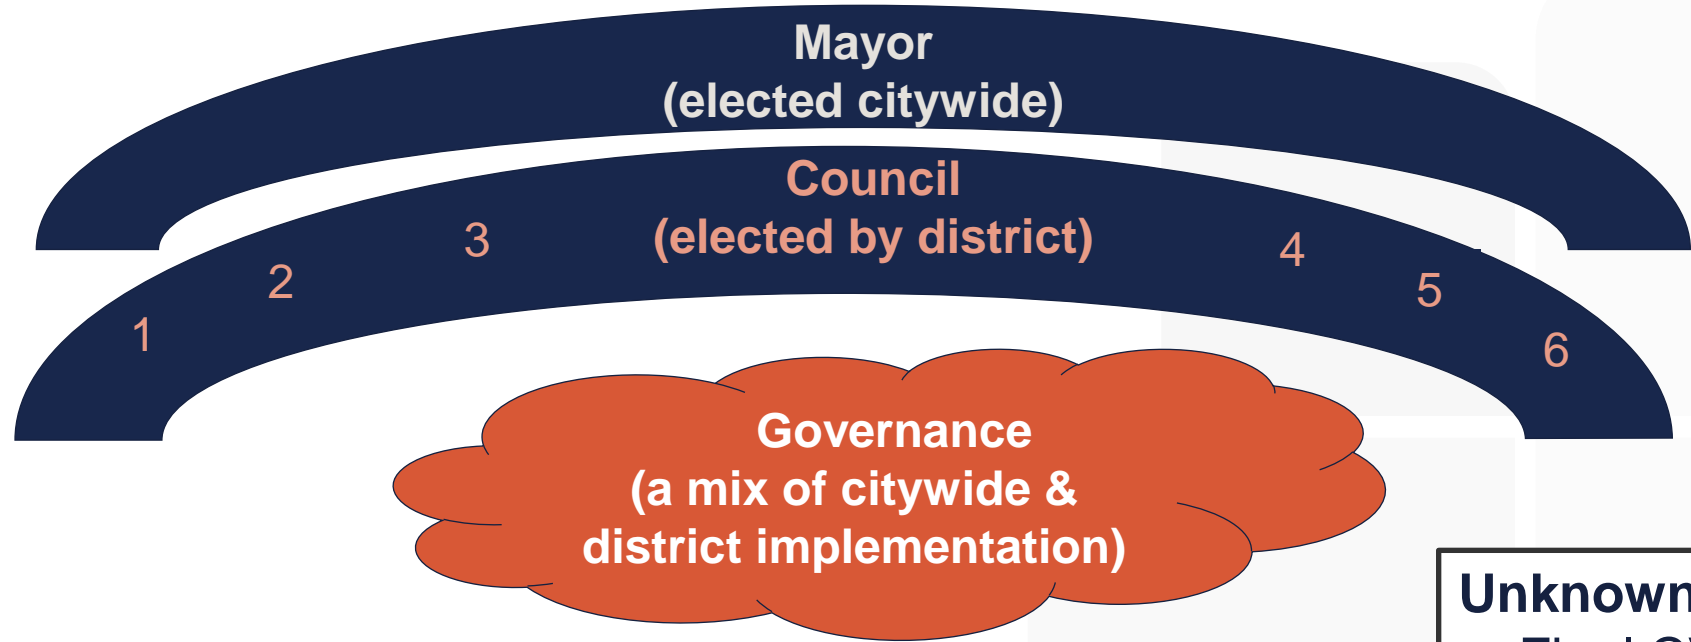 Mayor
(elected citywide)
Council
(elected by district)
1
2
3
4
5
6
Governance
(a mix of citywide &
district implementation)
Unknown